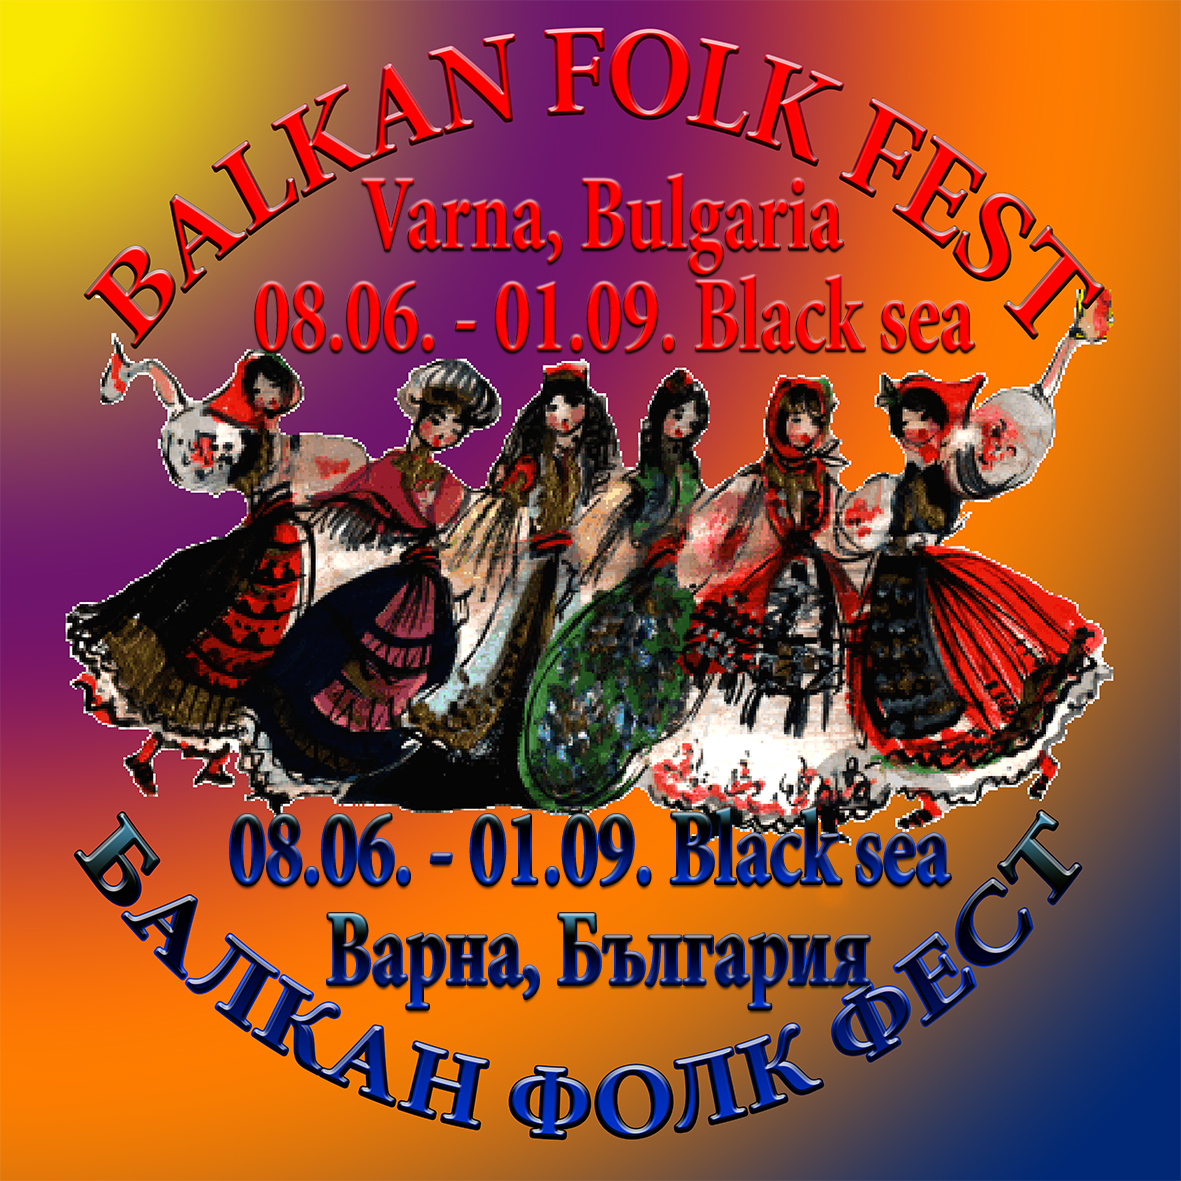 BALKAN FOLK FEST
Varna, Bulgaria
08.06. - 01.09. Black sea
08.06. - 01.09. Black sea
Варна, България
БАЛКАН ФОЛК ФЕСТ